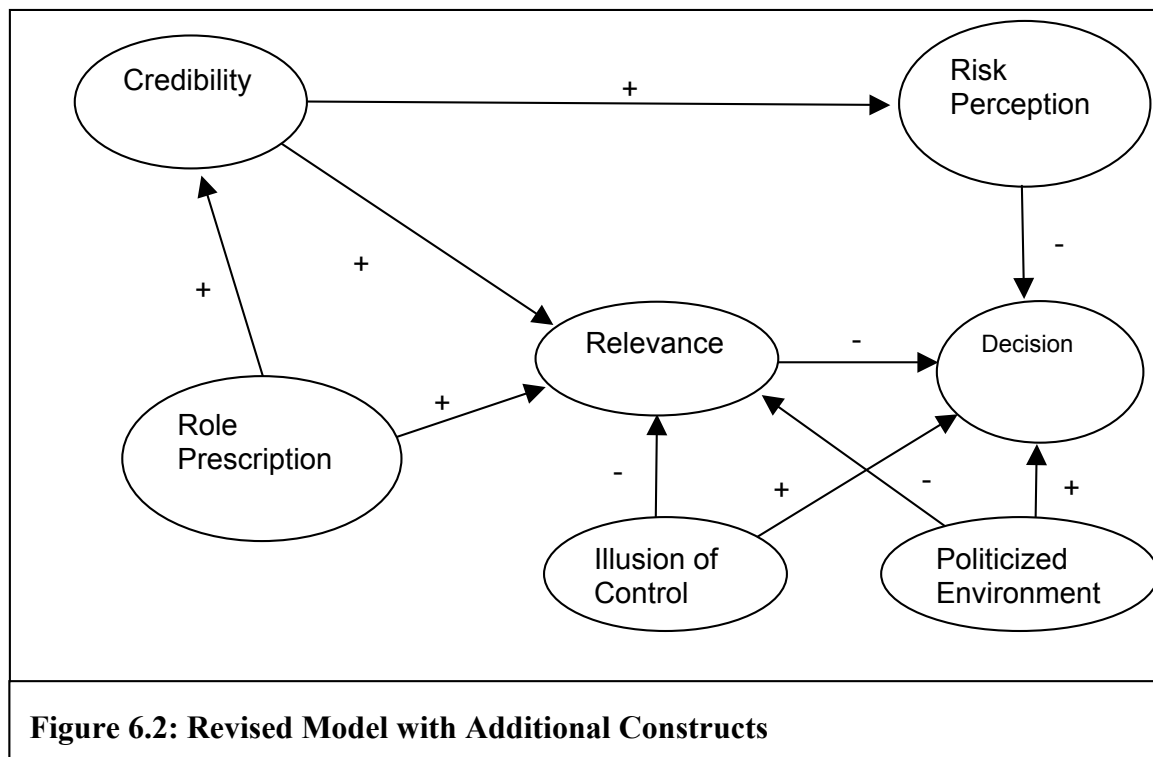 Credibility
+
Risk
Perception
-
+
+
Relevance
-
Decision
Role
Prescription
+
-
+
-
+
Illusion of
Control
Politicized
Environment
Figure 6.2: Revised Model with Additional Constructs